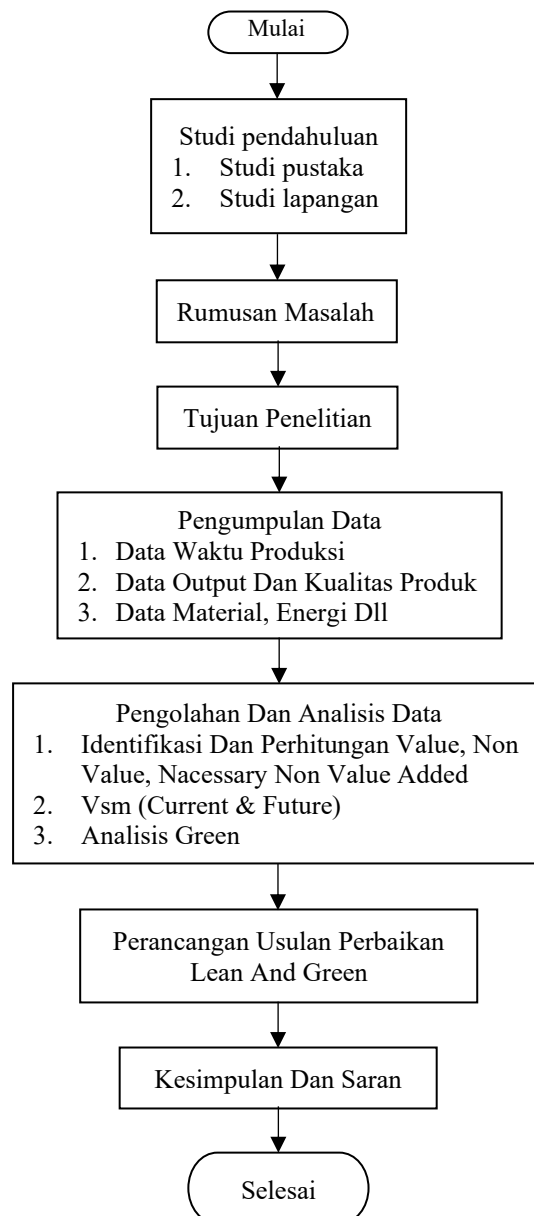 Mulai
Studi pendahuluan
1. Studi pustaka
2. Studi lapangan
Rumusan Masalah
Tujuan Penelitian
Pengumpulan Data
1. Data Waktu Produksi
2. Data Output Dan Kualitas Produk
3. Data Material, Energi Dll
Pengolahan Dan Analisis Data
1. Identifikasi Dan Perhitungan Value, Non
Value, Nacessary Non Value Added
2. Vsm (Current & Future)
3. Analisis Green
Perancangan Usulan Perbaikan
Lean And Green
Kesimpulan Dan Saran
Selesai